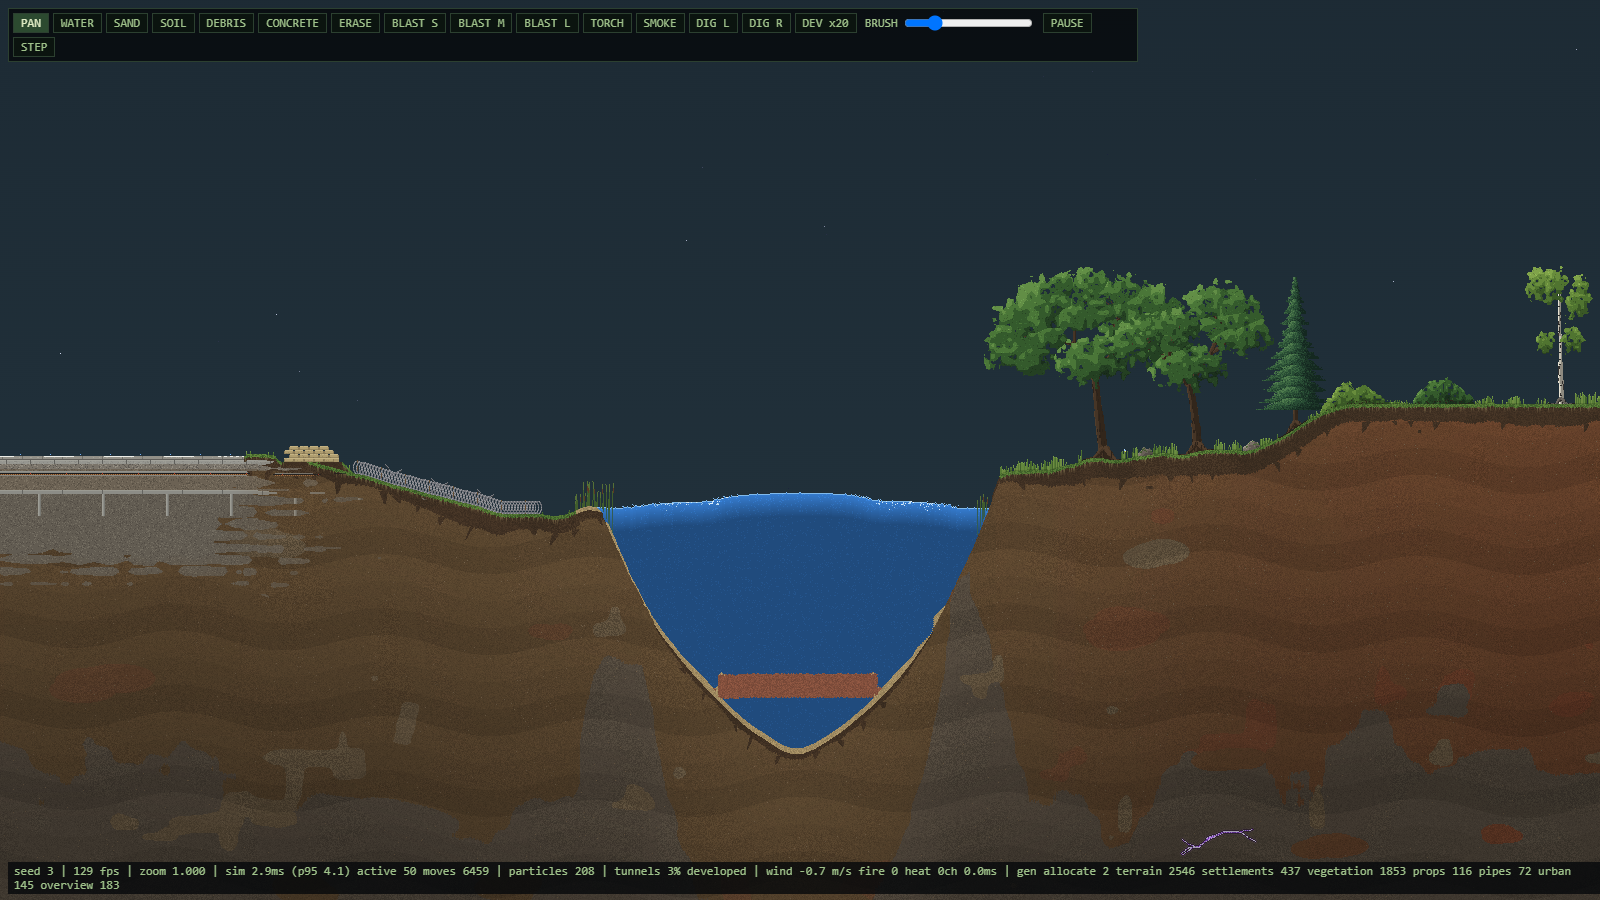 PAN WATER SAND SOIL DEBRIS CONCRETE ERASE BLAST S BLAST M BLAST L TORCH SMOKE DIG L DIG R DEV x20 BRUSH PAUSE
STEP
seed 3 | 129 fps | zoom 1.000 | sim 2.9ms (p95 4.1) active 50 moves 6459 | particles 208 | tunnels 3% developed | wind -0.7 m/s fire 0 heat 0ch 0.0ms | gen allocate 2 terrain 2546 settlements 437 vegetation 1853 props 116 pipes 72 urban
145 overview 183